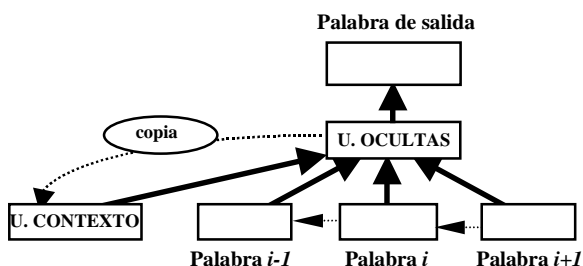 Palabra de salida
copia
U. OCULTAS
U. CONTEXTO
Palabra i-1
Palabra i
Palabra i+1